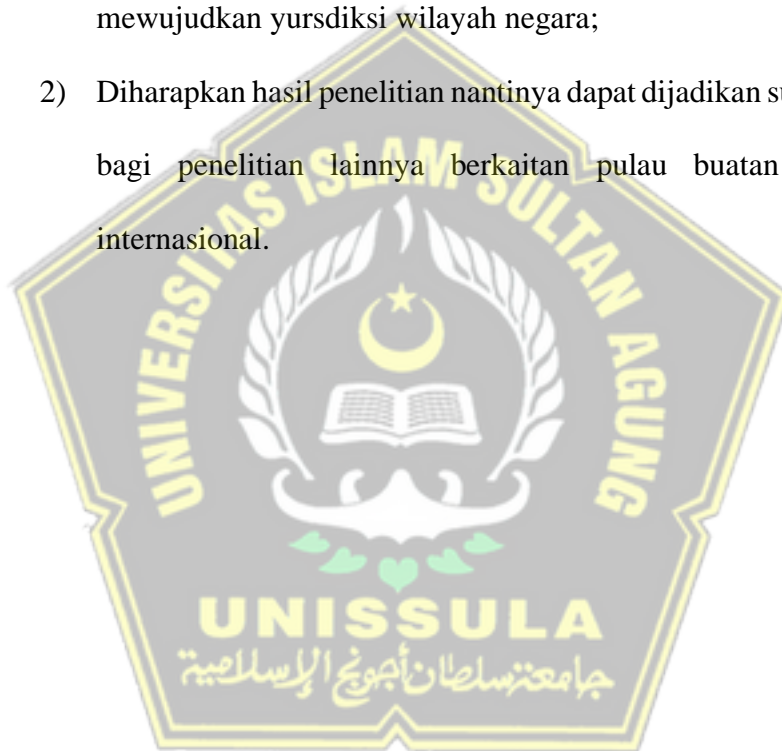 mewujudkan yursdiksi wilayah negara;
2) Diharapkan hasil penelitian nantinya dapat dijadikan
bagi penelitian lainnya berkaitan pulau buatan
internasional.
UNIVERSITAS ISLAM SULTAN AGUNG
UNISSULA
جامعة سلطان أجونج الإسلامية